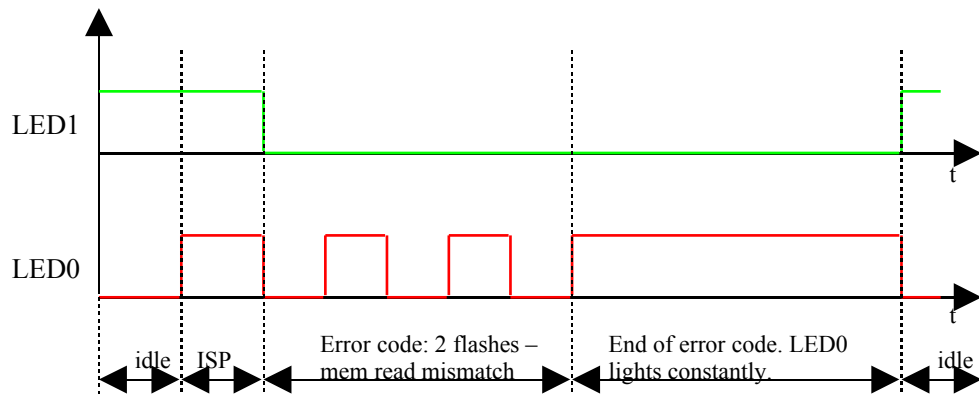 LED1
t
LED0
t
idle
ISP
Error code: 2 flashes –
mem read mismatch
End of error code. LED0
lights constantly.
idle